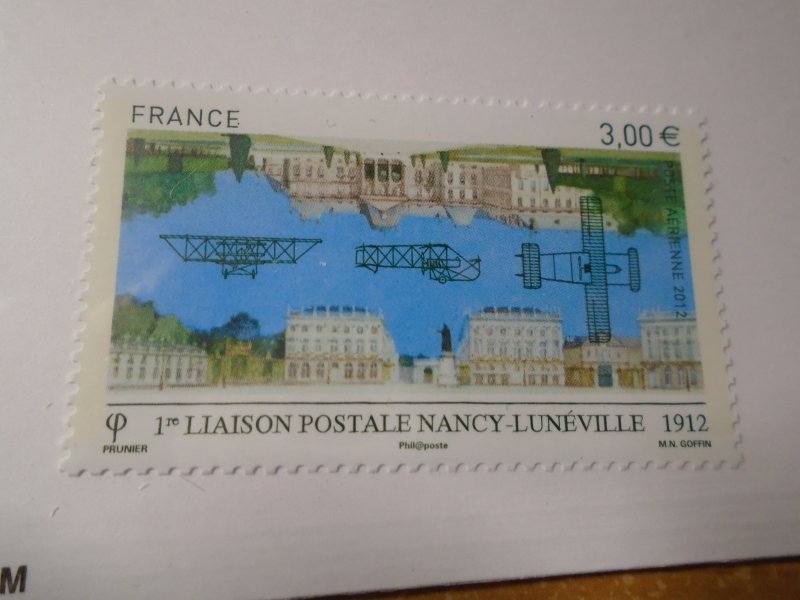 FRANCE
3,00 €
POSTE AÉRIENNE 2012
φ 1re LIAISON POSTALE NANCY-LUNÉVILLE 1912
PRUNIER Phil@poste M.N. GOFFIN
M